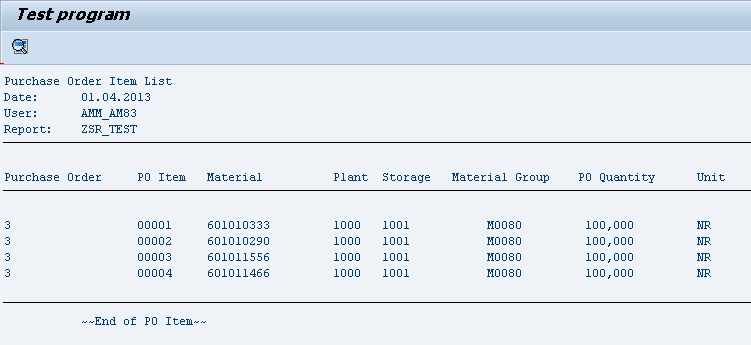 Test program
Purchase Order Item List
Date: 01.04.2013
User: AMM_AM83
Report: ZSR_TEST
Purchase Order PO Item Material Plant Storage Material Group PO Quantity Unit
3 00001 601010333 1000 1001 M0080 100,000 NR
3 00002 601010290 1000 1001 M0080 100,000 NR
3 00003 601011556 1000 1001 M0080 100,000 NR
3 00004 601011466 1000 1001 M0080 100,000 NR
~~End of PO Item~~